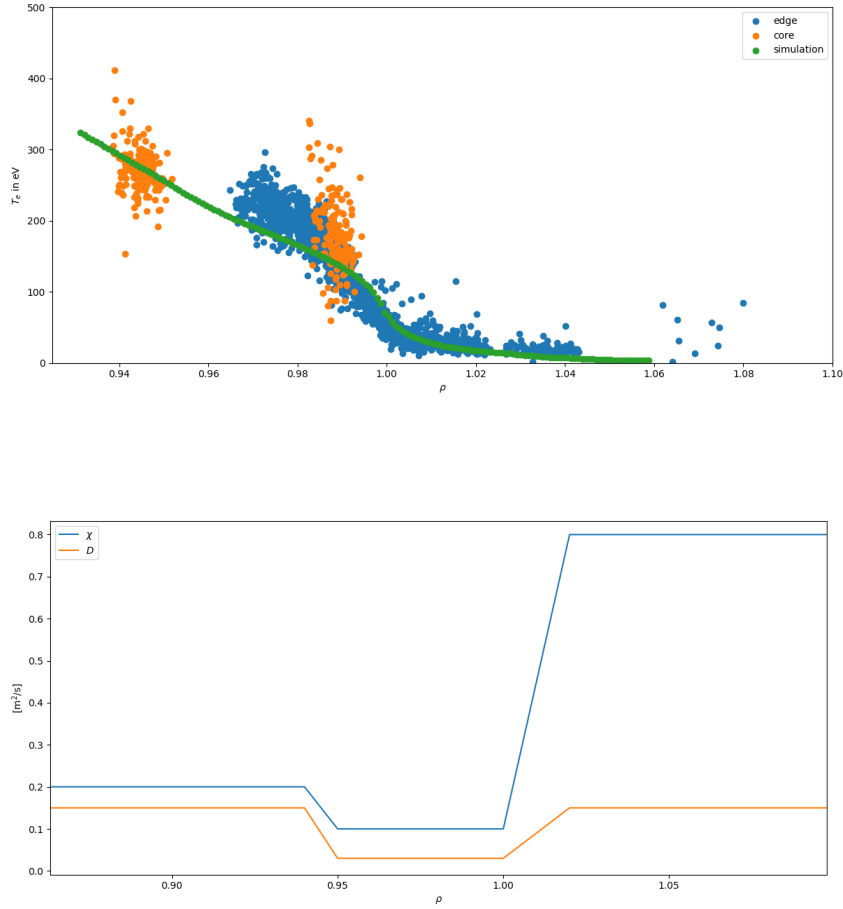 500
400
300
200
100
0
T_e in eV
edge
core
simulation
0.94 0.96 0.98 1.00 1.02 1.04 1.06 1.08 1.10
ρ
0.8
0.7
0.6
0.5
0.4
0.3
0.2
0.1
0.0
[m²/s]
χ
D
0.90 0.95 1.00 1.05
ρ